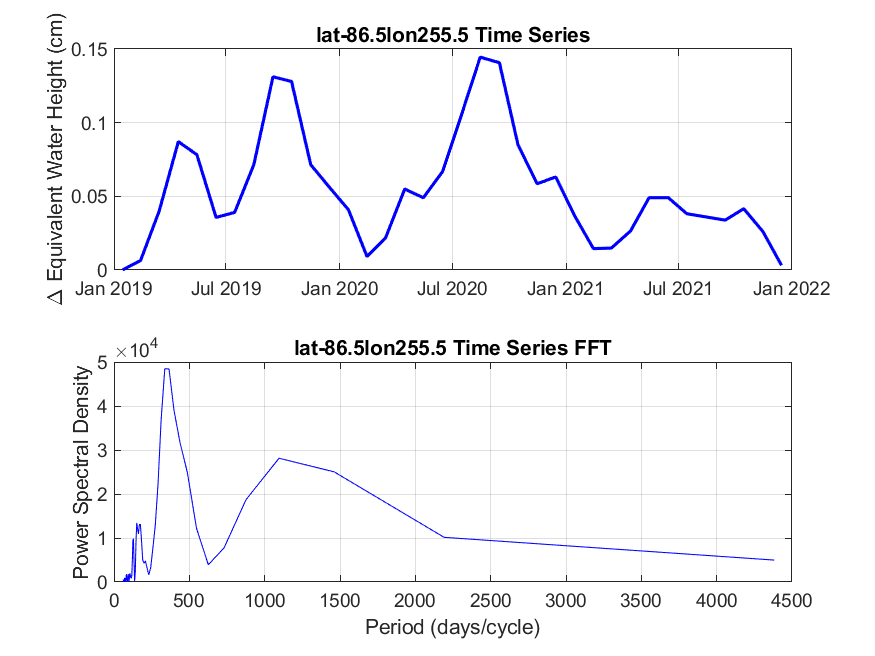 lat-86.5lon255.5 Time Series
Δ Equivalent Water Height (cm)
0.15
0.1
0.05
0
Jan 2019 Jul 2019 Jan 2020 Jul 2020 Jan 2021 Jul 2021 Jan 2022
lat-86.5lon255.5 Time Series FFT
×10⁴
Power Spectral Density
5
4
3
2
1
0
0 500 1000 1500 2000 2500 3000 3500 4000 4500
Period (days/cycle)